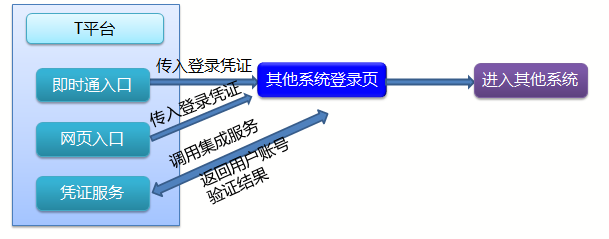 T平台
即时通入口
传入登录凭证
其他系统登录页
进入其他系统
网页入口
传入登录凭证
调用集成服务
凭证服务
返回用户账号
验证结果